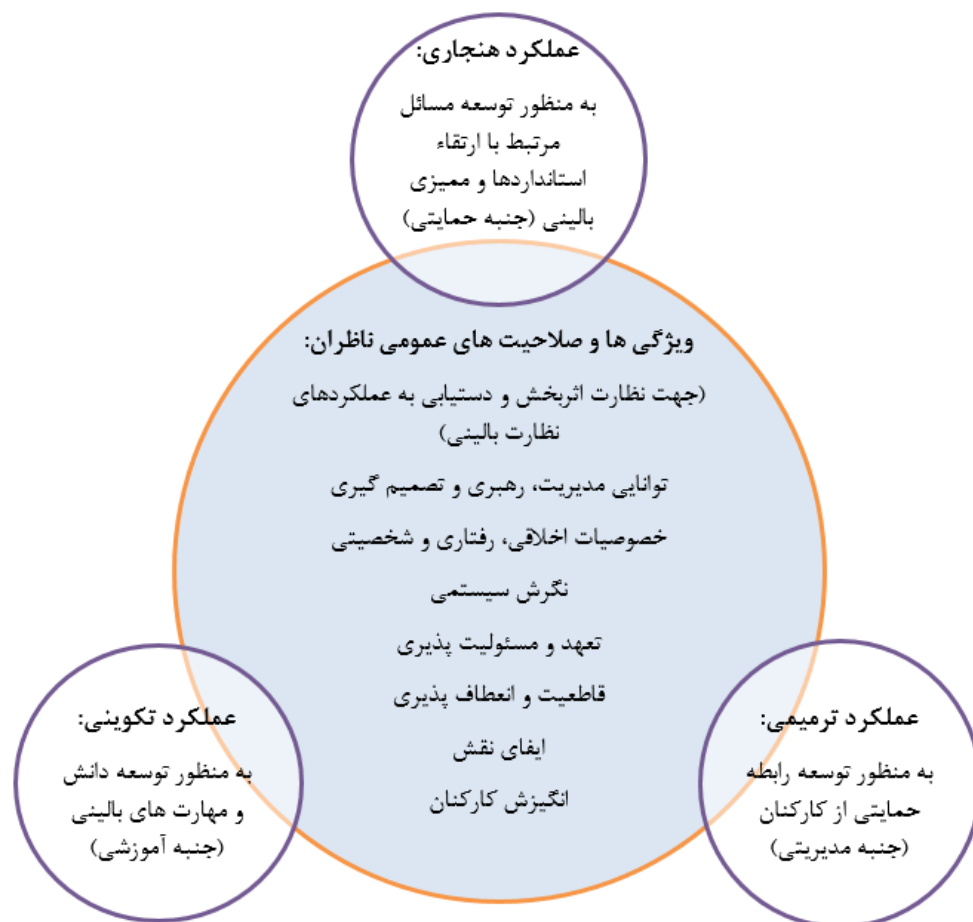 عملکرد هنجاری:
به منظور توسعه مسائل
مرتبط با ارتقاء
استانداردها و ممیزی
بالینی (جنبه حمایتی)
ویژگی ها و صلاحیت های عمومی ناظران:
(جهت نظارت اثربخش و دستیابی به عملکردهای
نظارت بالینی)
توانایی مدیریت، رهبری و تصمیم گیری
خصوصیات اخلاقی، رفتاری و شخصیتی
نگرش سیستمی
تعهد و مسئولیت پذیری
قاطعیت و انعطاف پذیری
ایفای نقش
انگیزش کارکنان
عملکرد ترمیمی:
به منظور توسعه رابطه
حمایتی از کارکنان
(جنبه مدیریتی)
عملکرد تکوینی:
به منظور توسعه دانش
و مهارت های بالینی
(جنبه آموزشی)